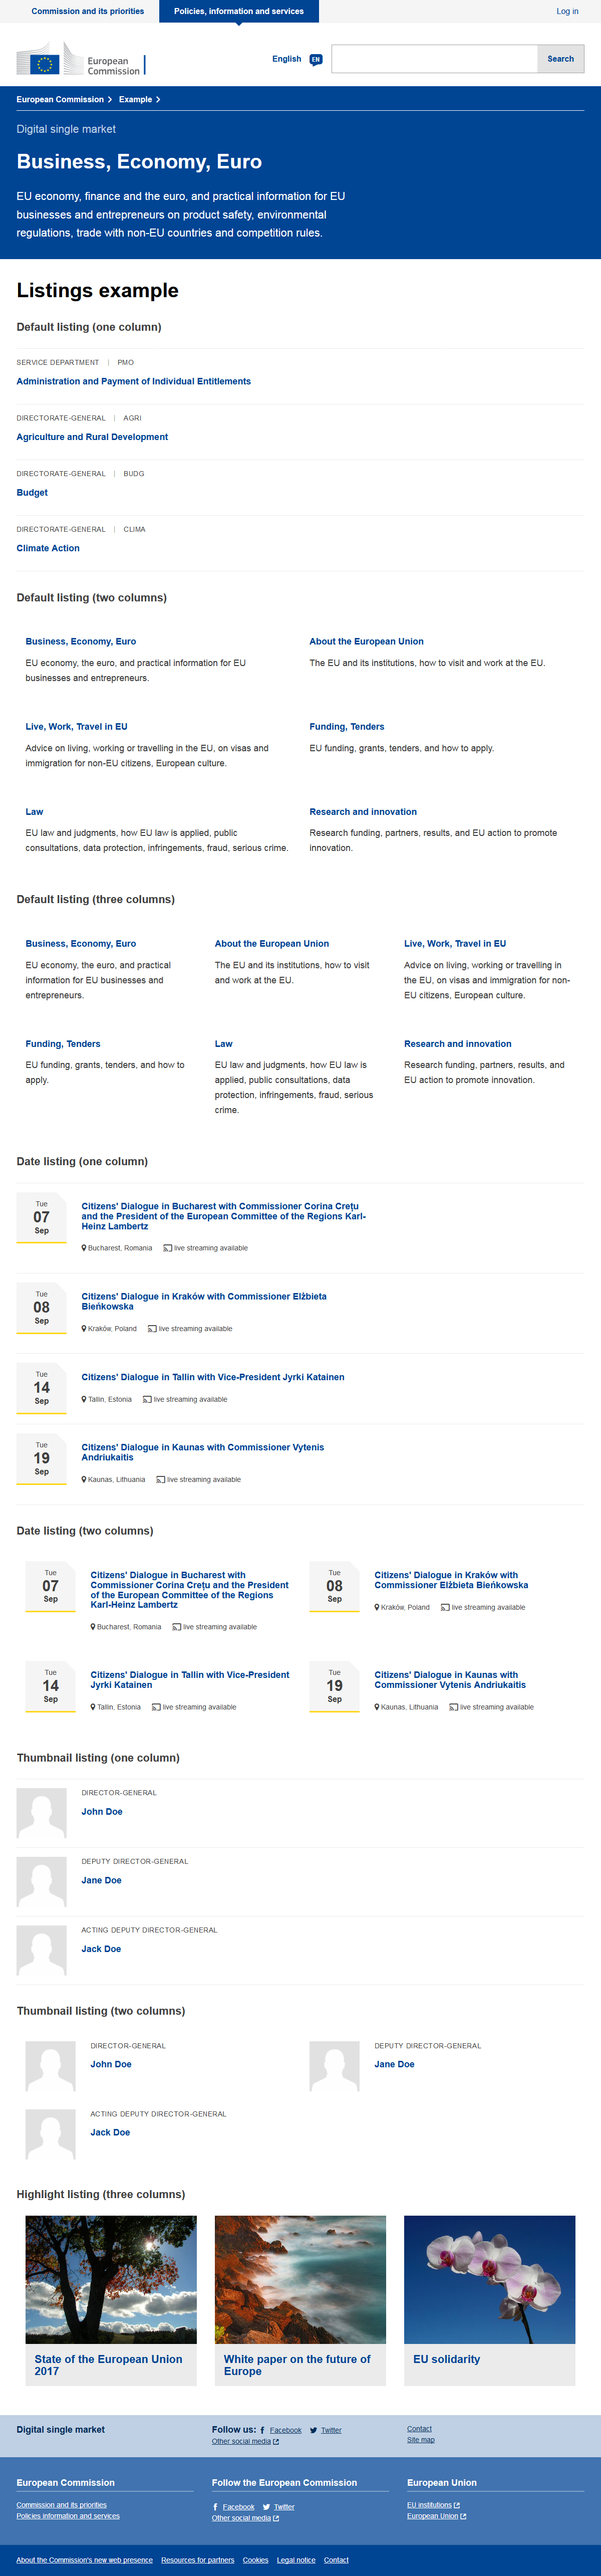 Commission and its priorities
Policies, information and services
Log in
European
Commission
English
EN
Search
European Commission
Example
Digital single market
Business, Economy, Euro
EU economy, finance and the euro, and practical information for EU
businesses and entrepreneurs on product safety, environmental
regulations, trade with non-EU countries and competition rules.
Listings example
Default listing (one column)
SERVICE DEPARTMENT | PMO
Administration and Payment of Individual Entitlements
DIRECTORATE-GENERAL | AGRI
Agriculture and Rural Development
DIRECTORATE-GENERAL | BUDG
Budget
DIRECTORATE-GENERAL | CLIMA
Climate Action
Default listing (two columns)
Business, Economy, Euro
EU economy, the euro, and practical information for EU
businesses and entrepreneurs.
About the European Union
The EU and its institutions, how to visit and work at the EU.
Live, Work, Travel in EU
Advice on living, working or travelling in the EU, on visas and
immigration for non-EU citizens, European culture.
Funding, Tenders
EU funding, grants, tenders, and how to apply.
Law
EU law and judgments, how EU law is applied, public
consultations, data protection, infringements, fraud, serious crime.
Research and innovation
Research funding, partners, results, and EU action to promote
innovation.
Default listing (three columns)
Business, Economy, Euro
EU economy, the euro, and practical
information for EU businesses and
entrepreneurs.
About the European Union
The EU and its institutions, how to visit
and work at the EU.
Live, Work, Travel in EU
Advice on living, working or travelling in
the EU, on visas and immigration for non-
EU citizens, European culture.
Funding, Tenders
EU funding, grants, tenders, and how to
apply.
Law
EU law and judgments, how EU law is
applied, public consultations, data
protection, infringements, fraud, serious
crime.
Research and innovation
Research funding, partners, results, and
EU action to promote innovation.
Date listing (one column)
Tue
07
Sep
Citizens' Dialogue in Bucharest with Commissioner Corina Crețu
and the President of the European Committee of the Regions Karl-
Heinz Lambertz
Bucharest, Romania
live streaming available
Tue
08
Sep
Citizens' Dialogue in Kraków with Commissioner Elżbieta
Bieńkowska
Kraków, Poland
live streaming available
Tue
14
Sep
Citizens' Dialogue in Tallin with Vice-President Jyrki Katainen
Tallin, Estonia
live streaming available
Tue
19
Sep
Citizens' Dialogue in Kaunas with Commissioner Vytenis
Andriukaitis
Kaunas, Lithuania
live streaming available
Date listing (two columns)
Tue
07
Sep
Citizens' Dialogue in Bucharest with
Commissioner Corina Crețu and the President
of the European Committee of the Regions
Karl-Heinz Lambertz
Bucharest, Romania
live streaming available
Tue
08
Sep
Citizens' Dialogue in Kraków with
Commissioner Elżbieta Bieńkowska
Kraków, Poland
live streaming available
Tue
14
Sep
Citizens' Dialogue in Tallin with Vice-President
Jyrki Katainen
Tallin, Estonia
live streaming available
Tue
19
Sep
Citizens' Dialogue in Kaunas with
Commissioner Vytenis Andriukaitis
Kaunas, Lithuania
live streaming available
Thumbnail listing (one column)
DIRECTOR-GENERAL
John Doe
DEPUTY DIRECTOR-GENERAL
Jane Doe
ACTING DEPUTY DIRECTOR-GENERAL
Jack Doe
Thumbnail listing (two columns)
DIRECTOR-GENERAL
John Doe
DEPUTY DIRECTOR-GENERAL
Jane Doe
ACTING DEPUTY DIRECTOR-GENERAL
Jack Doe
Highlight listing (three columns)
State of the European Union
2017
White paper on the future of
Europe
EU solidarity
Digital single market
Follow us: Facebook Twitter
Other social media
Contact
Site map
European Commission
Commission and its priorities
Policies information and services
Follow the European Commission
Facebook Twitter
Other social media
European Union
EU institutions
European Union
About the Commission's new web presence
Resources for partners
Cookies
Legal notice
Contact